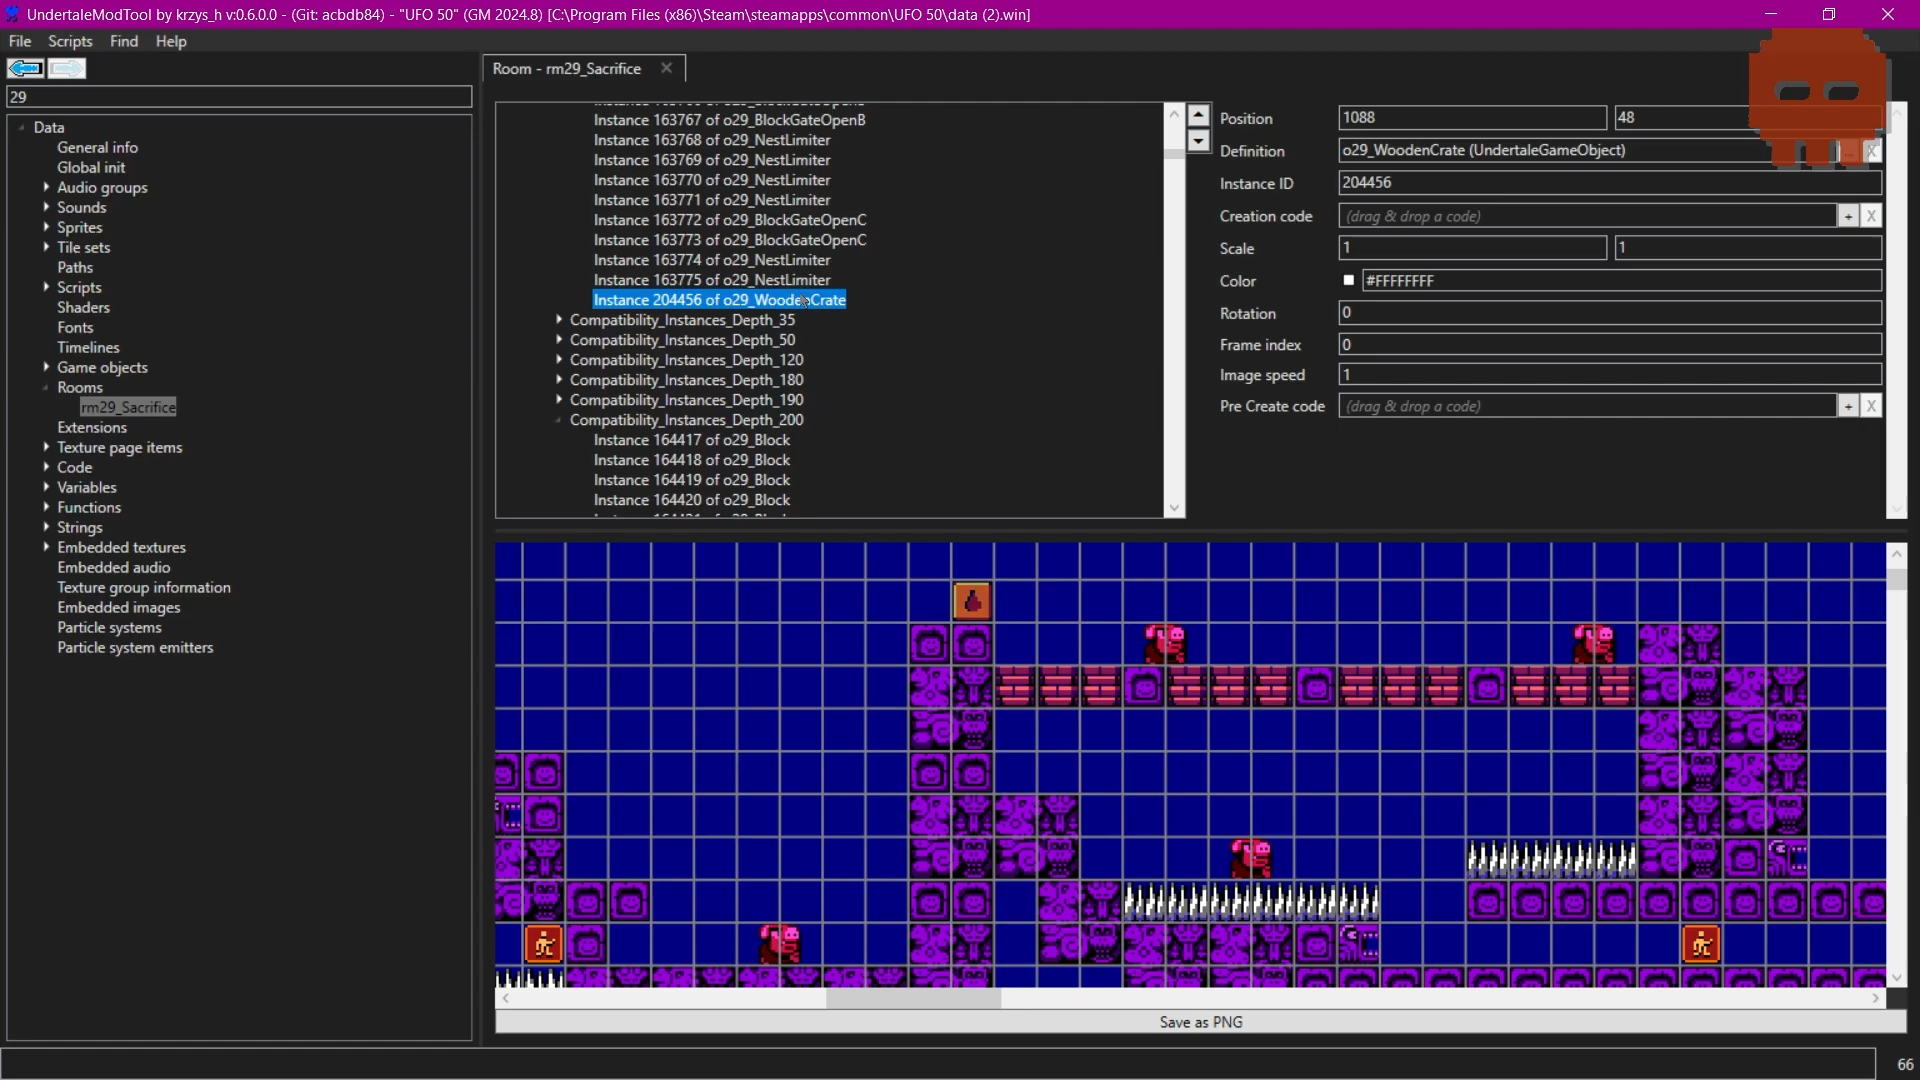 UndertaleModTool by krzys_h v:0.6.0.0 - (Git: acbdb84) - "UFO 50" (GM 2024.8) [C:\Program Files (x86)\Steam\steamapps\common\UFO 50\data (2).win]
File Scripts Find Help
Room - rm29_Sacrifice
29
Data
General info
Global init
Audio groups
Sounds
Sprites
Tile sets
Paths
Scripts
Shaders
Fonts
Timelines
Game objects
Rooms
rm29_Sacrifice
Extensions
Texture page items
Code
Variables
Functions
Strings
Embedded textures
Embedded audio
Texture group information
Embedded images
Particle systems
Particle system emitters
Instance 163767 of o29_BlockGateOpenB
Instance 163768 of o29_NestLimiter
Instance 163769 of o29_NestLimiter
Instance 163770 of o29_NestLimiter
Instance 163771 of o29_NestLimiter
Instance 163772 of o29_BlockGateOpenC
Instance 163773 of o29_BlockGateOpenC
Instance 163774 of o29_NestLimiter
Instance 163775 of o29_NestLimiter
Instance 204456 of o29_WoodenCrate
Compatibility_Instances_Depth_35
Compatibility_Instances_Depth_50
Compatibility_Instances_Depth_120
Compatibility_Instances_Depth_180
Compatibility_Instances_Depth_190
Compatibility_Instances_Depth_200
Instance 164417 of o29_Block
Instance 164418 of o29_Block
Instance 164419 of o29_Block
Instance 164420 of o29_Block
Position 1088 48
Definition o29_WoodenCrate (UndertaleGameObject)
Instance ID 204456
Creation code (drag & drop a code) + X
Scale 1 1
Color #FFFFFFFF
Rotation 0
Frame index 0
Image speed 1
Pre Create code (drag & drop a code) + X
Save as PNG
66